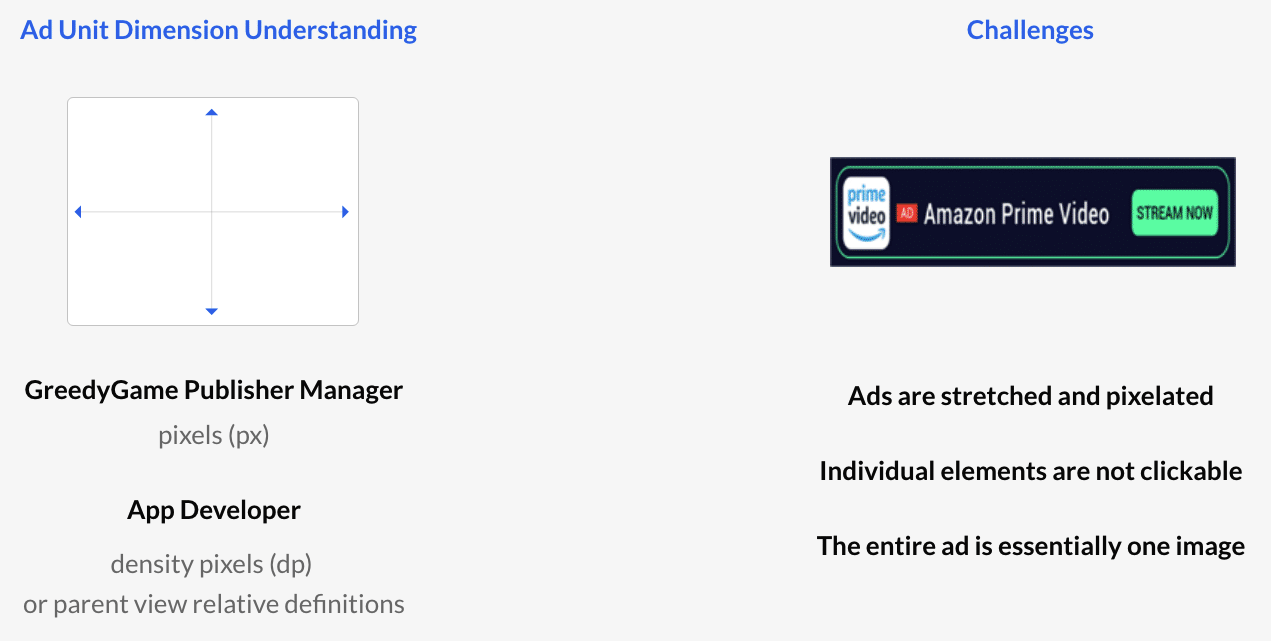 Ad Unit Dimension Understanding
Challenges
prime
video
AD
Amazon Prime Video
STREAM NOW
GreedyGame Publisher Manager
pixels (px)
App Developer
density pixels (dp)
or parent view relative definitions
Ads are stretched and pixelated
Individual elements are not clickable
The entire ad is essentially one image